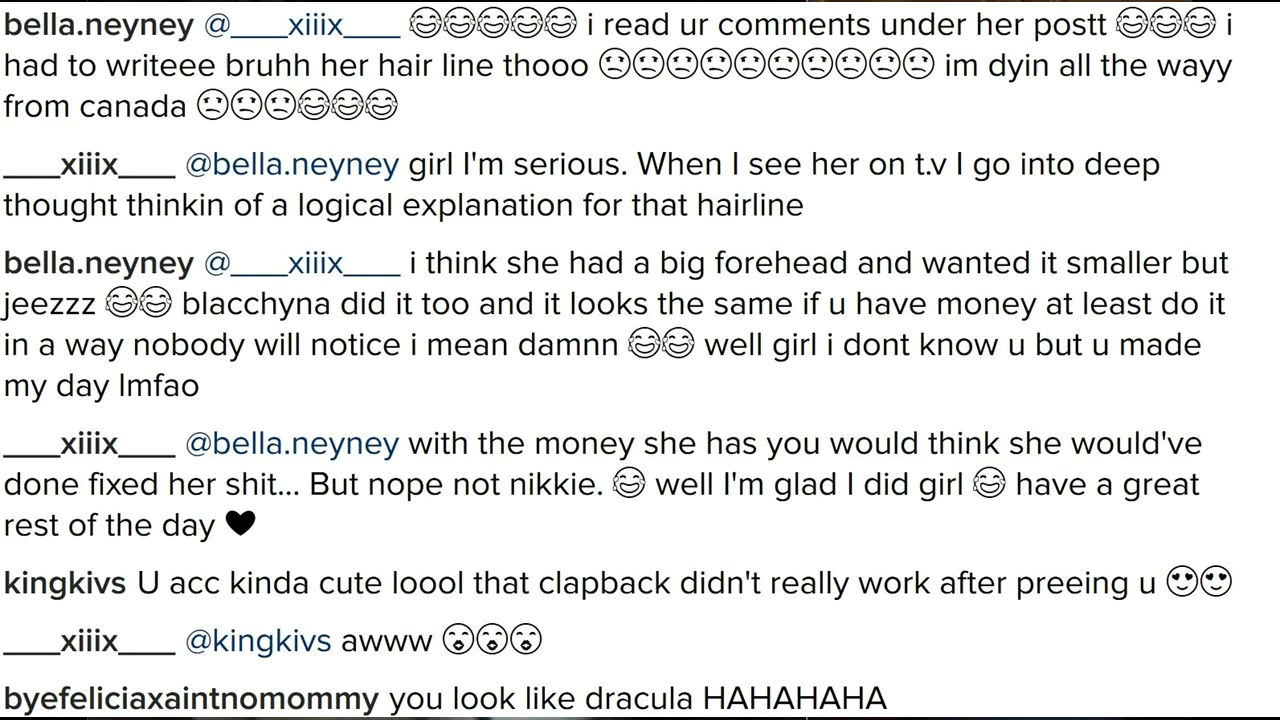 bella.neyney @___xiiix___ 😂😂😂😂😂 i read ur comments under her postt 😂😂😂 i
had to writeee bruhh her hair line thooo 😒😒😒😒😒😒😒😒😒😒 im dyin all the wayy
from canada 😒😒😒😂😂😂
___xiiix___ @bella.neyney girl I'm serious. When I see her on t.v I go into deep
thought thinkin of a logical explanation for that hairline
bella.neyney @___xiiix___ i think she had a big forehead and wanted it smaller but
jeezzz 😂😂 blacchyna did it too and it looks the same if u have money at least do it
in a way nobody will notice i mean damnn 😂😂 well girl i dont know u but u made
my day lmfao
___xiiix___ @bella.neyney with the money she has you would think she would've
done fixed her shit... But nope not nikkie. 😂 well I'm glad I did girl 😂 have a great
rest of the day ♥
kingkivs U acc kinda cute loool that clapback didn't really work after preeing u 😍😍
___xiiix___ @kingkivs awww 😚😚😚
byefeliciaxaintnomommy you look like dracula HAHAHAHA